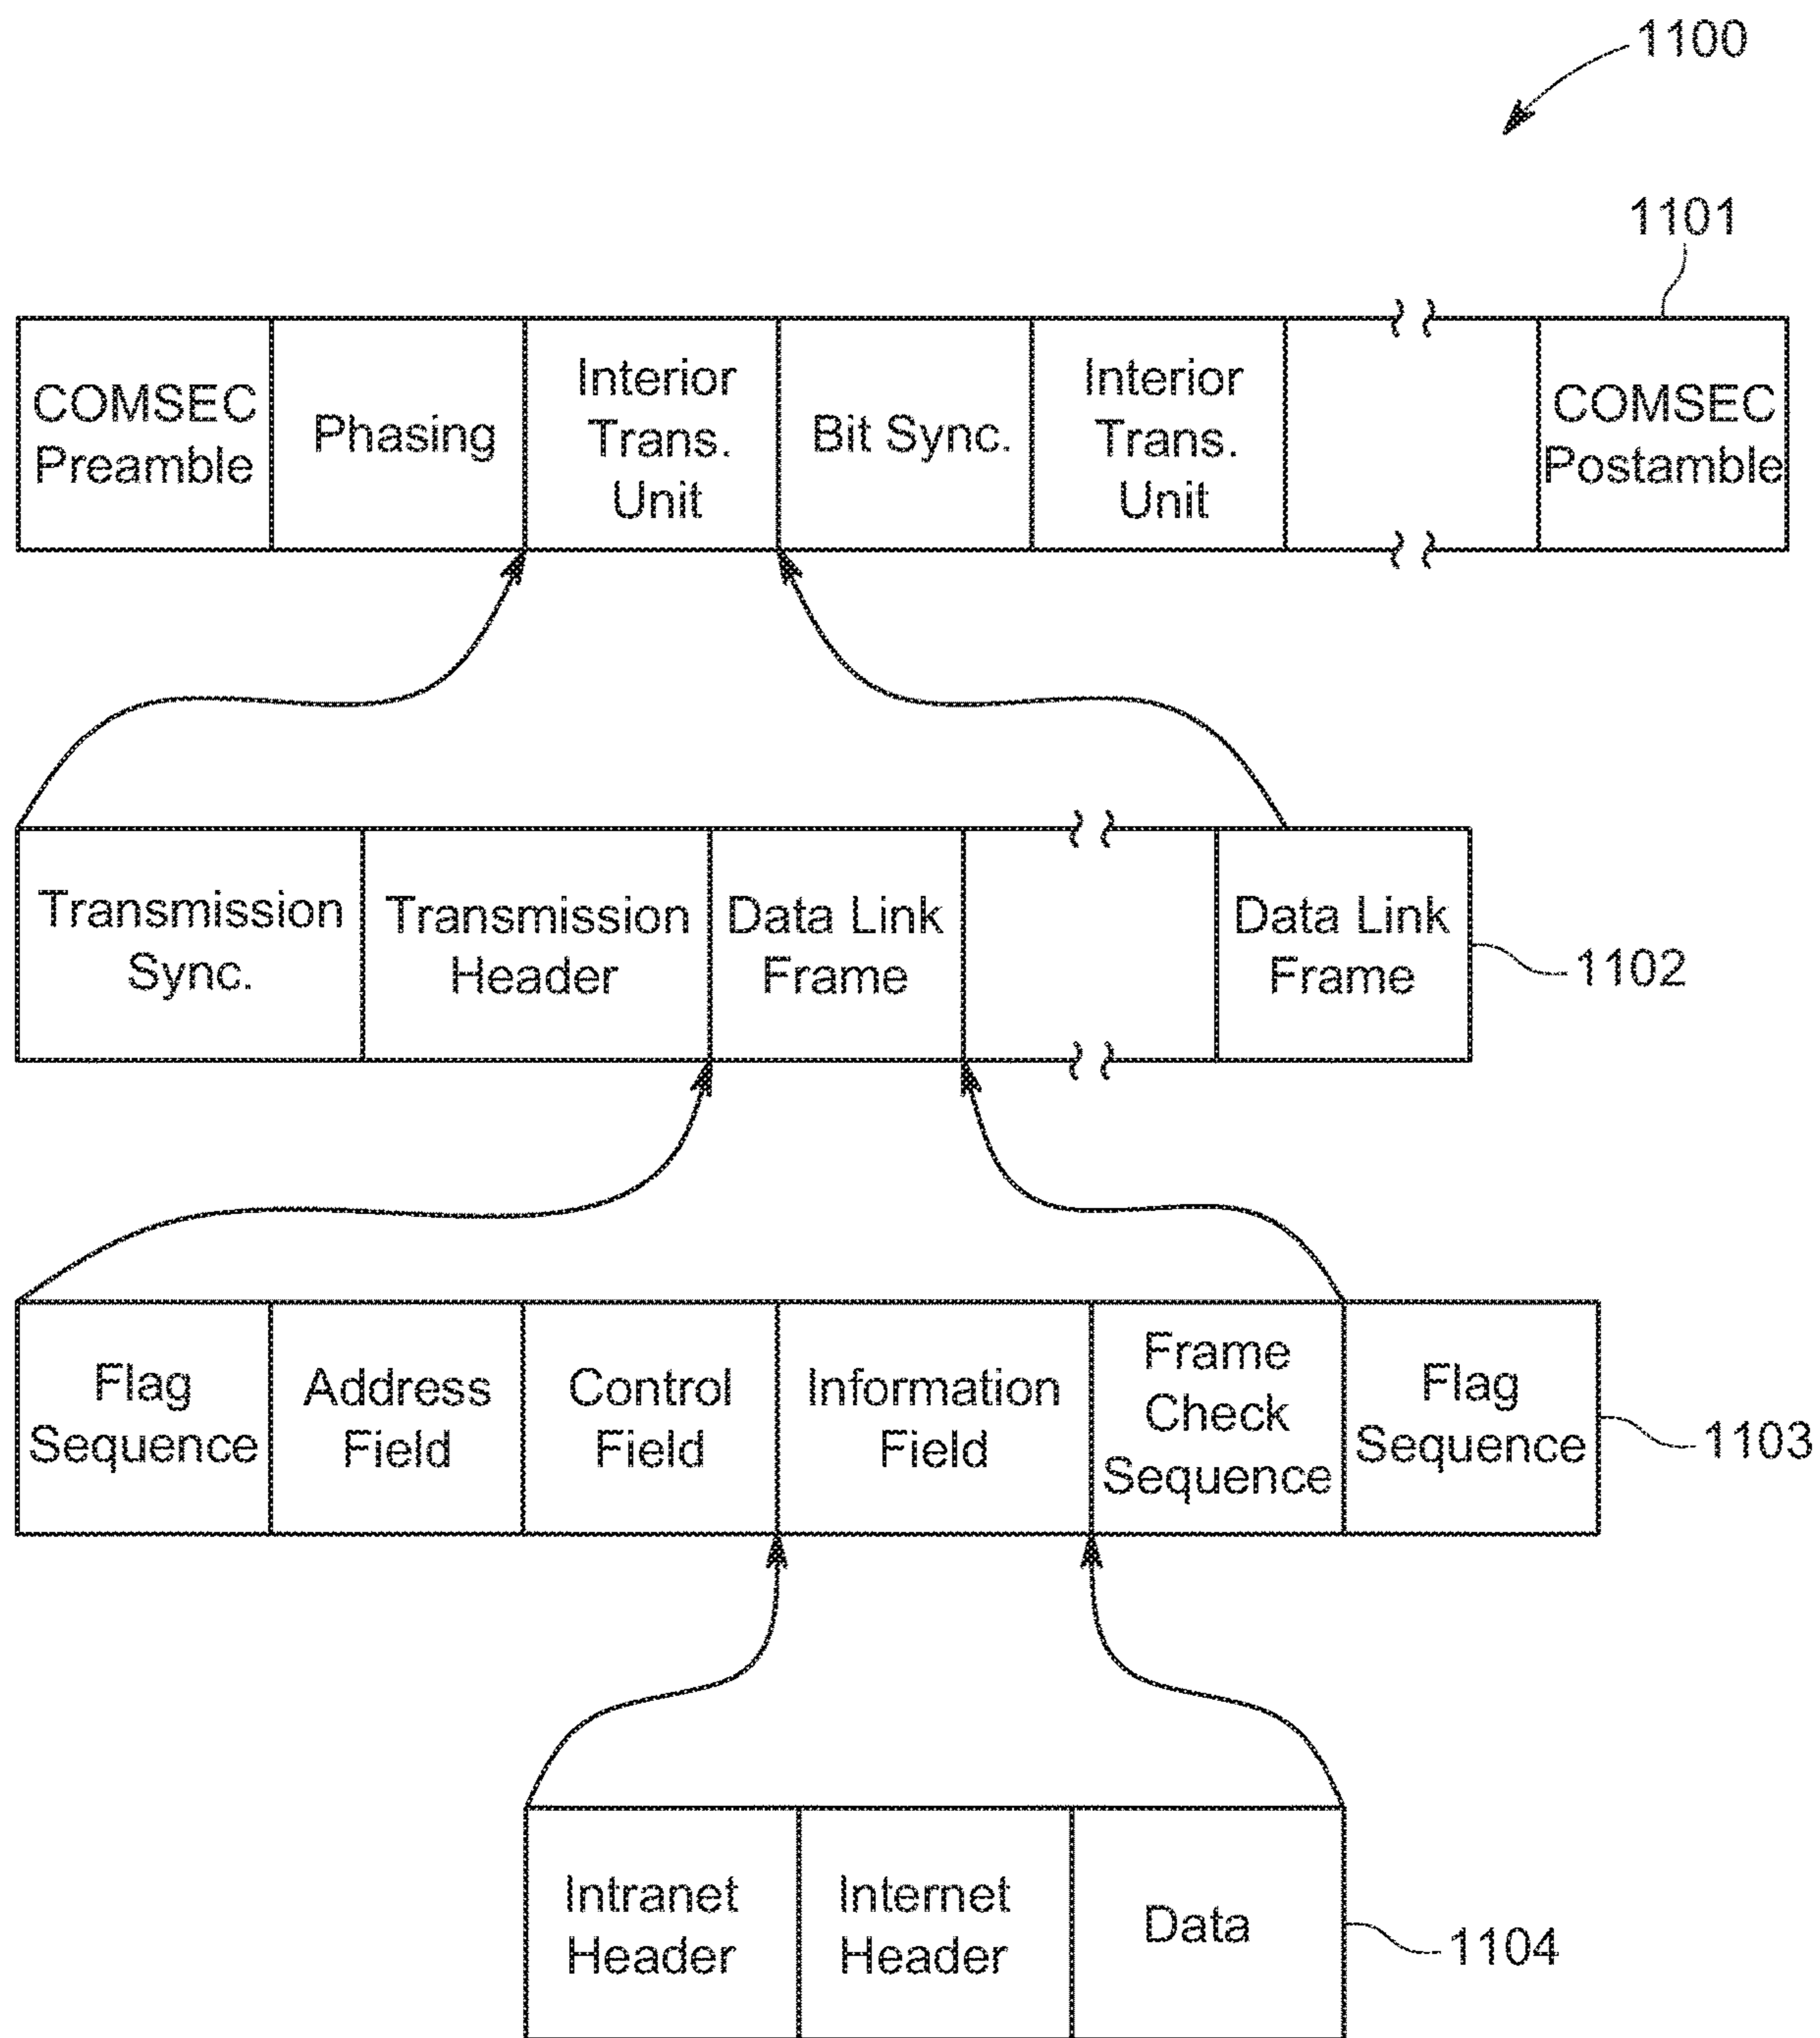 1100
1101
COMSEC
Preamble
Phasing
Interior
Trans.
Unit
Bit Sync.
Interior
Trans.
Unit
COMSEC
Postamble
Transmission
Sync.
Transmission
Header
Data Link
Frame
Data Link
Frame
1102
Flag
Sequence
Address
Field
Control
Field
Information
Field
Frame
Check
Sequence
Flag
Sequence
1103
Intranet
Header
Internet
Header
Data
1104